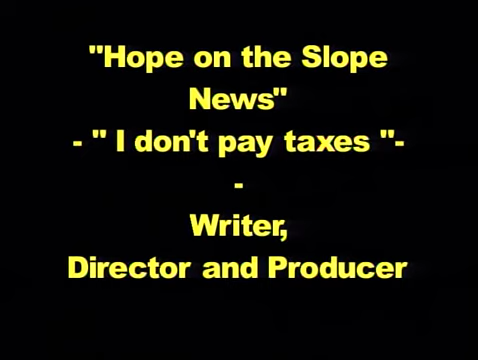 "Hope on the Slope
News"
- " I don't pay taxes "-
-
Writer,
Director and Producer